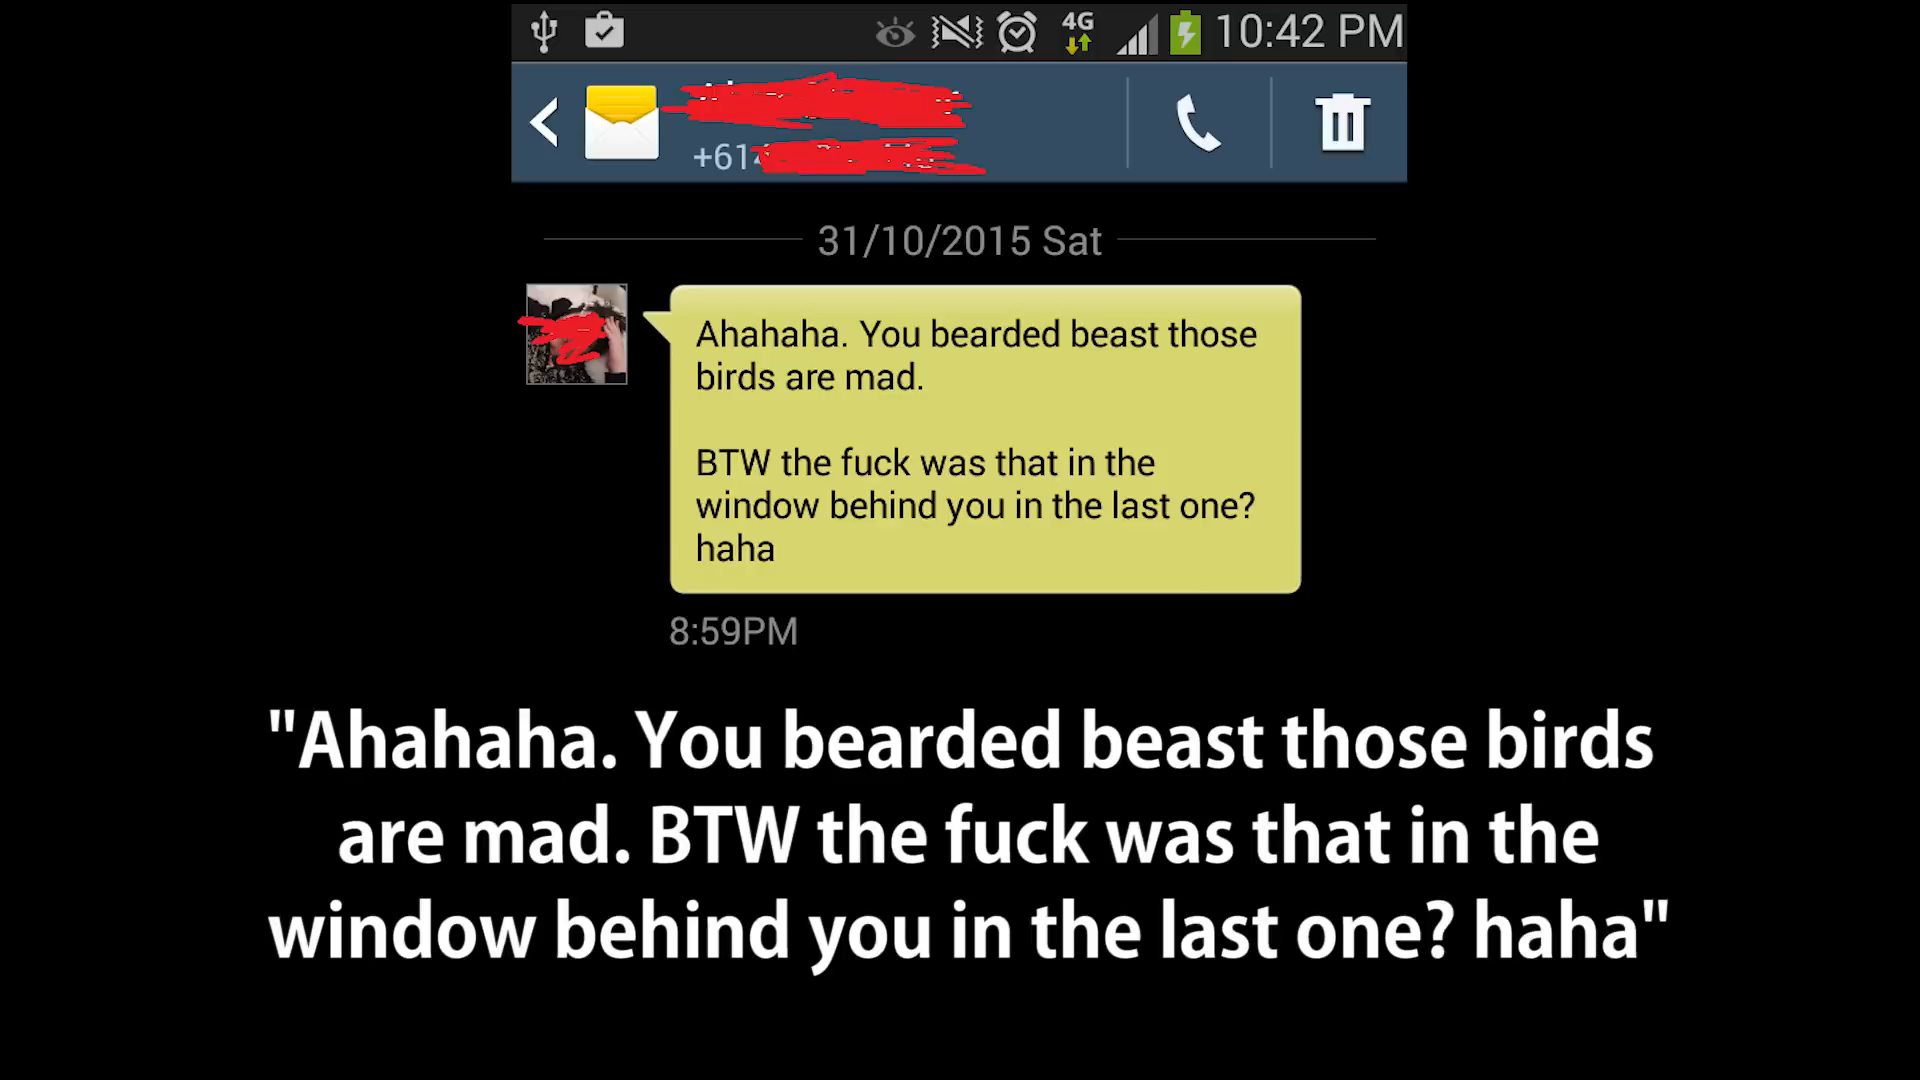 4G 10:42 PM
+614
31/10/2015 Sat
Ahahaha. You bearded beast those
birds are mad.
BTW the fuck was that in the
window behind you in the last one?
haha
8:59PM
"Ahahaha. You bearded beast those birds
are mad. BTW the fuck was that in the
window behind you in the last one? haha"